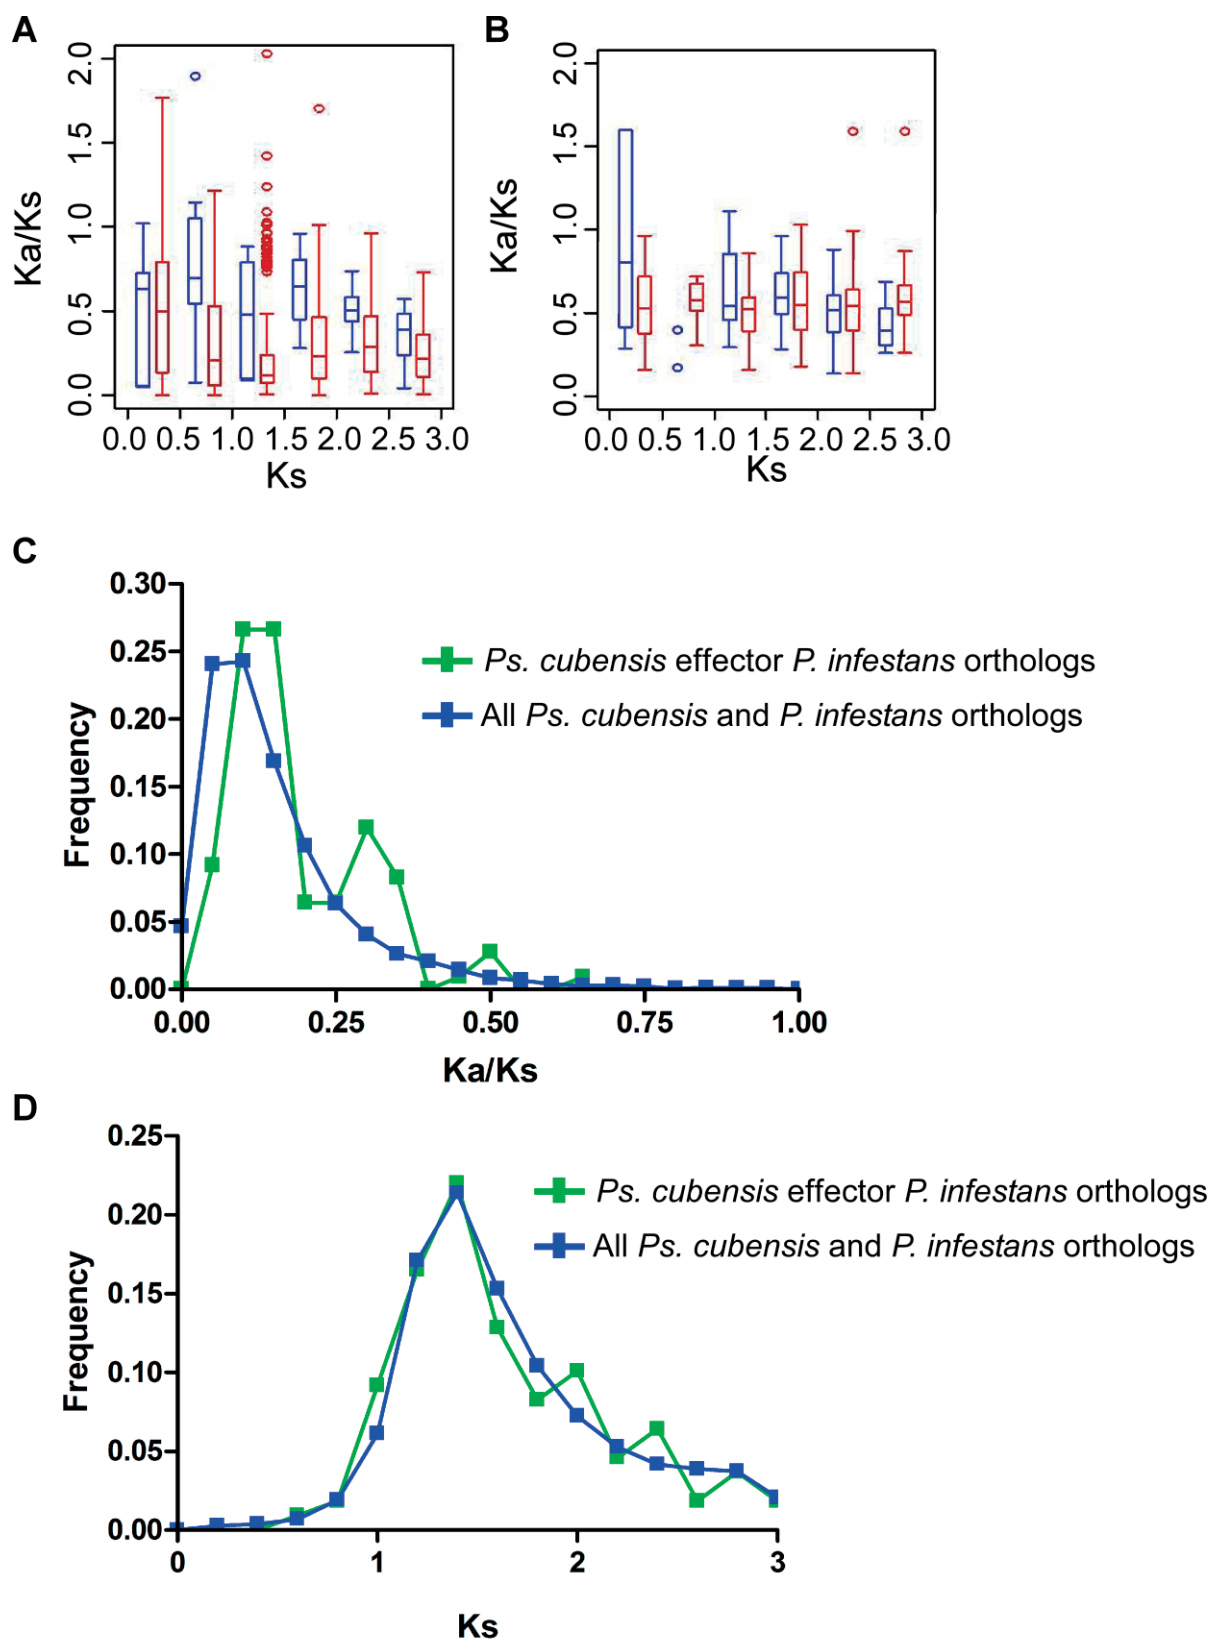 A
B
2.0
1.5
1.0
0.5
0.0
Ka/Ks
0.0 0.5 1.0 1.5 2.0 2.5 3.0
Ks
2.0
1.5
1.0
0.5
0.0
Ka/Ks
0.0 0.5 1.0 1.5 2.0 2.5 3.0
Ks
C
0.30
0.25
0.20
0.15
0.10
0.05
0.00
Frequency
Ps. cubensis effector P. infestans orthologs
All Ps. cubensis and P. infestans orthologs
0.00 0.25 0.50 0.75 1.00
Ka/Ks
D
0.25
0.20
0.15
0.10
0.05
0.00
Frequency
Ps. cubensis effector P. infestans orthologs
All Ps. cubensis and P. infestans orthologs
0 1 2 3
Ks